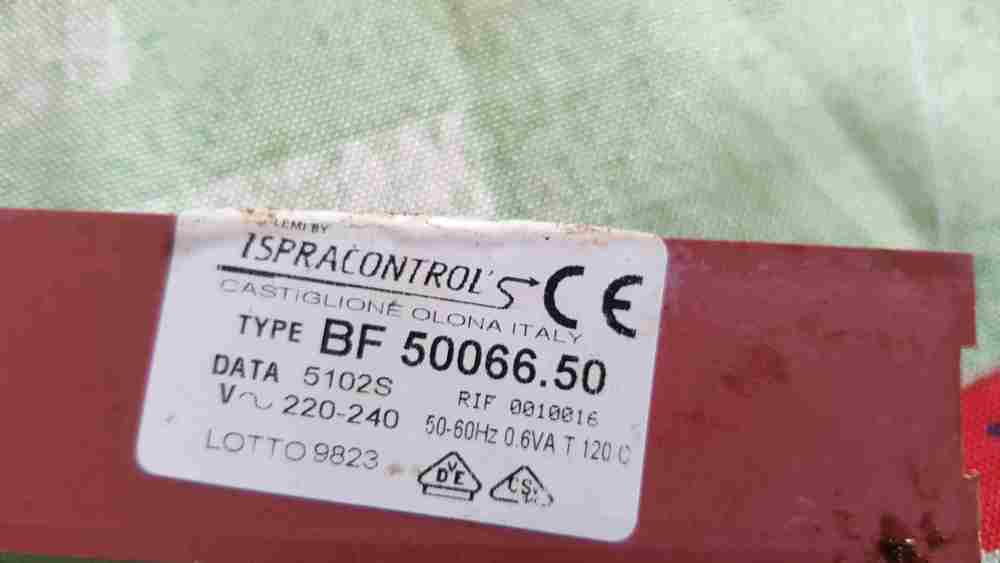 LEMI BY
ISPRACONTROL'S
CASTIGLIONE OLONA ITALY
TYPE BF 50066.50
DATA 5102S RIF 0010016
V~ 220-240 50-60Hz 0.6VA T 120 C
LOTTO 9823
CE
VDE